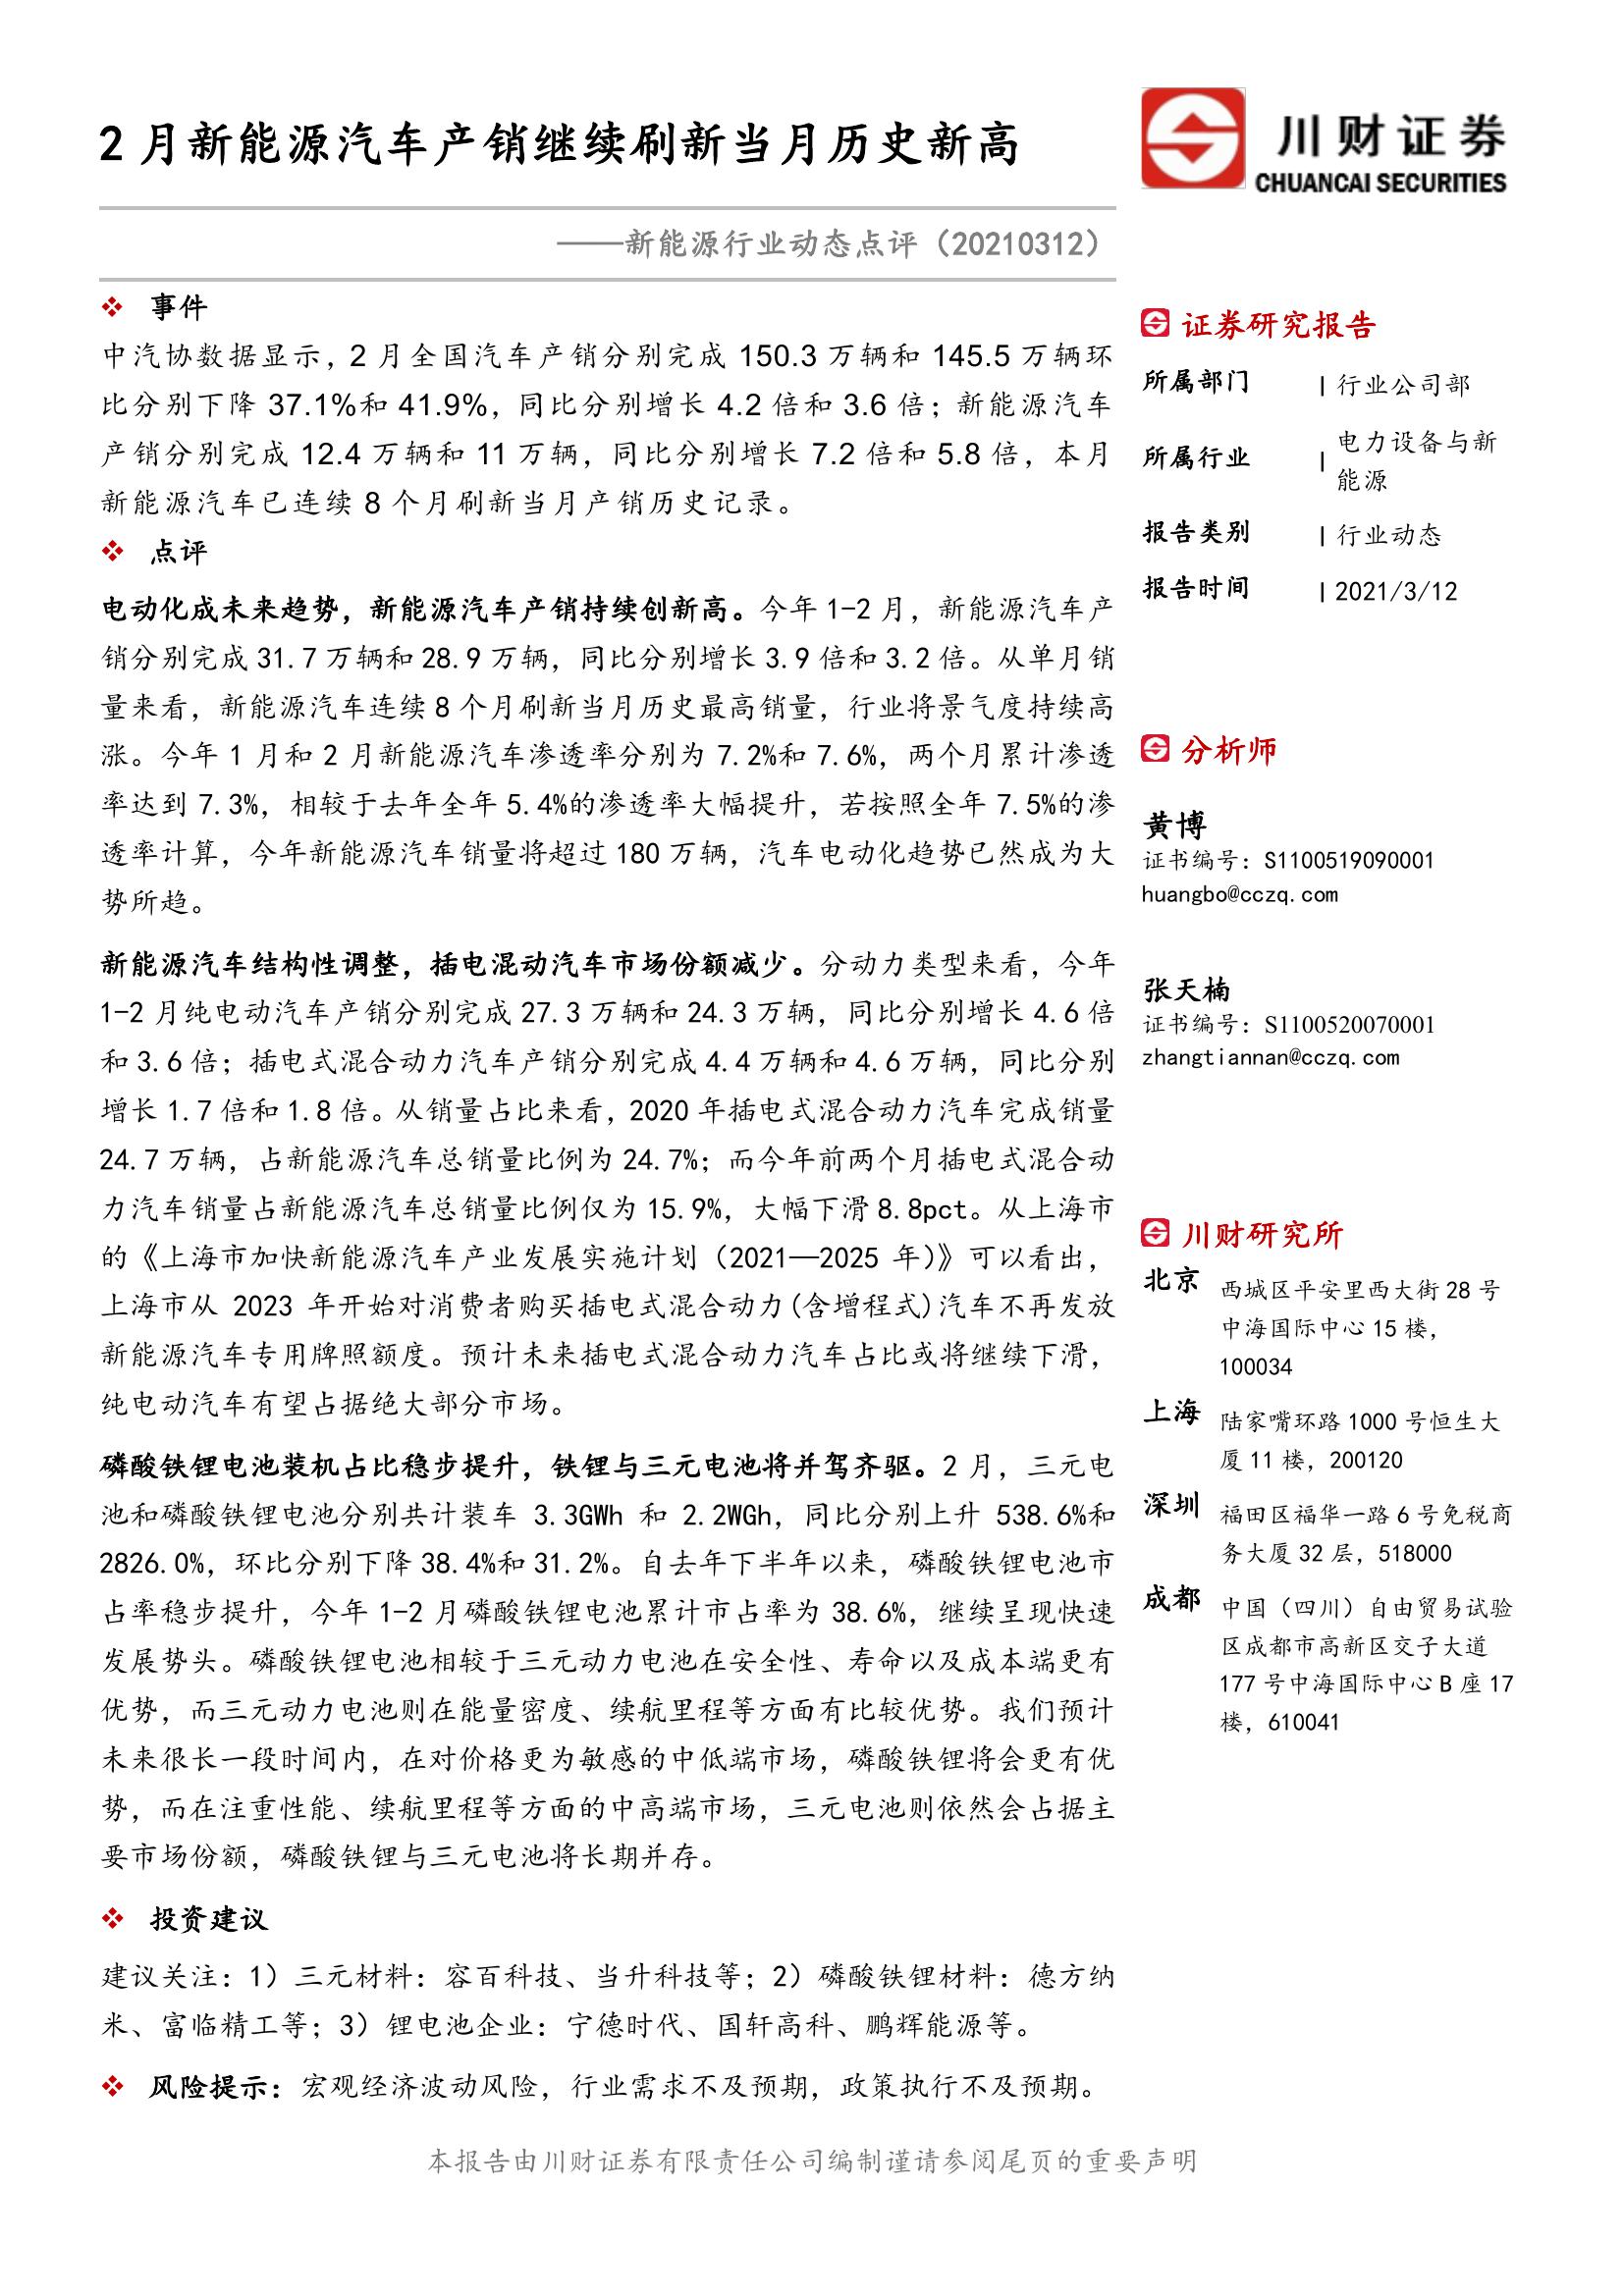 2 月新能源汽车产销继续刷新当月历史新高
——新能源行业动态点评（20210312）
川财证券
CHUANCAI SECURITIES
❖ 事件
中汽协数据显示，2 月全国汽车产销分别完成 150.3 万辆和 145.5 万辆环
比分别下降 37.1%和 41.9%，同比分别增长 4.2 倍和 3.6 倍；新能源汽车
产销分别完成 12.4 万辆和 11 万辆，同比分别增长 7.2 倍和 5.8 倍，本月
新能源汽车已连续 8 个月刷新当月产销历史记录。
❖ 点评
电动化成未来趋势，新能源汽车产销持续创新高。今年 1-2 月，新能源汽车产
销分别完成 31.7 万辆和 28.9 万辆，同比分别增长 3.9 倍和 3.2 倍。从单月销
量来看，新能源汽车连续 8 个月刷新当月历史最高销量，行业将景气度持续高
涨。今年 1 月和 2 月新能源汽车渗透率分别为 7.2%和 7.6%，两个月累计渗透
率达到 7.3%，相较于去年全年 5.4%的渗透率大幅提升，若按照全年 7.5%的渗
透率计算，今年新能源汽车销量将超过 180 万辆，汽车电动化趋势已然成为大
势所趋。
新能源汽车结构性调整，插电混动汽车市场份额减少。分动力类型来看，今年
1-2 月纯电动汽车产销分别完成 27.3 万辆和 24.3 万辆，同比分别增长 4.6 倍
和 3.6 倍；插电式混合动力汽车产销分别完成 4.4 万辆和 4.6 万辆，同比分别
增长 1.7 倍和 1.8 倍。从销量占比来看，2020 年插电式混合动力汽车完成销量
24.7 万辆，占新能源汽车总销量比例为 24.7%；而今年前两个月插电式混合动
力汽车销量占新能源汽车总销量比例仅为 15.9%，大幅下滑 8.8pct。从上海市
的《上海市加快新能源汽车产业发展实施计划（2021—2025 年）》可以看出，
上海市从 2023 年开始对消费者购买插电式混合动力(含增程式)汽车不再发放
新能源汽车专用牌照额度。预计未来插电式混合动力汽车占比或将继续下滑，
纯电动汽车有望占据绝大部分市场。
磷酸铁锂电池装机占比稳步提升，铁锂与三元电池将并驾齐驱。2 月，三元电
池和磷酸铁锂电池分别共计装车 3.3GWh 和 2.2WGh，同比分别上升 538.6%和
2826.0%，环比分别下降 38.4%和 31.2%。自去年下半年以来，磷酸铁锂电池市
占率稳步提升，今年 1-2 月磷酸铁锂电池累计市占率为 38.6%，继续呈现快速
发展势头。磷酸铁锂电池相较于三元动力电池在安全性、寿命以及成本端更有
优势，而三元动力电池则在能量密度、续航里程等方面有比较优势。我们预计
未来很长一段时间内，在对价格更为敏感的中低端市场，磷酸铁锂将会更有优
势，而在注重性能、续航里程等方面的中高端市场，三元电池则依然会占据主
要市场份额，磷酸铁锂与三元电池将长期并存。
❖ 投资建议
建议关注：1）三元材料：容百科技、当升科技等；2）磷酸铁锂材料：德方纳
米、富临精工等；3）锂电池企业：宁德时代、国轩高科、鹏辉能源等。
❖ 风险提示：宏观经济波动风险，行业需求不及预期，政策执行不及预期。
证券研究报告
所属部门 | 行业公司部
所属行业 | 电力设备与新
能源
报告类别 | 行业动态
报告时间 | 2021/3/12
分析师
黄博
证书编号：S1100519090001
huangbo@cczq.com
张天楠
证书编号：S1100520070001
zhangtiannan@cczq.com
川财研究所
北京 西城区平安里西大街 28 号
中海国际中心 15 楼，
100034
上海 陆家嘴环路 1000 号恒生大
厦 11 楼，200120
深圳 福田区福华一路 6 号免税商
务大厦 32 层，518000
成都 中国（四川）自由贸易试验
区成都市高新区交子大道
177 号中海国际中心 B 座 17
楼，610041
本报告由川财证券有限责任公司编制谨请参阅尾页的重要声明